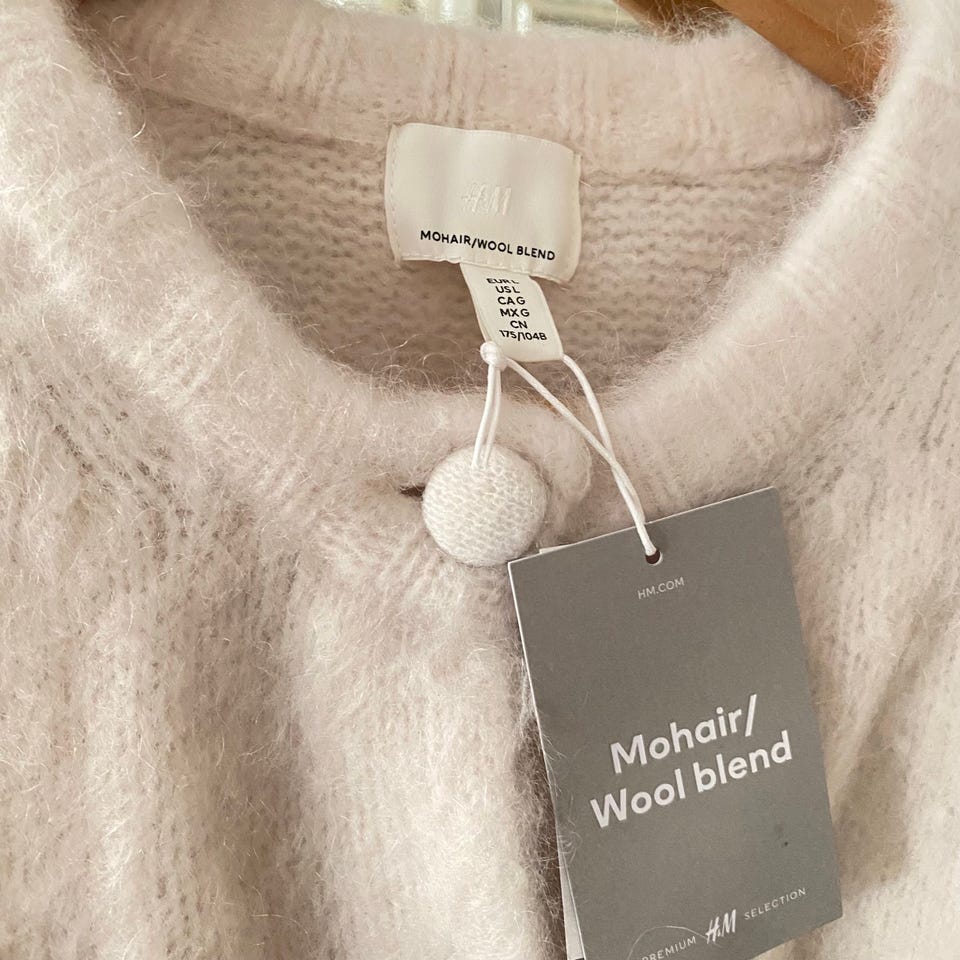 H&M
MOHAIR/WOOL BLEND
EUR L
US L
CA G
MX G
CN
175/104B
HM.COM
Mohair/
Wool blend
PREMIUM H&M SELECTION